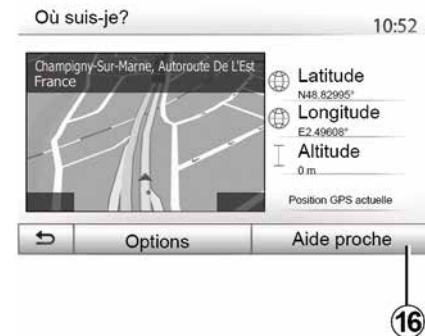 Où suis-je?
10:52
Champigny-Sur-Marne, Autoroute De L'Est
France
Latitude
N48.82995°
Longitude
E2.49608°
Altitude
0 m
Position GPS actuelle
Options
Aide proche
16